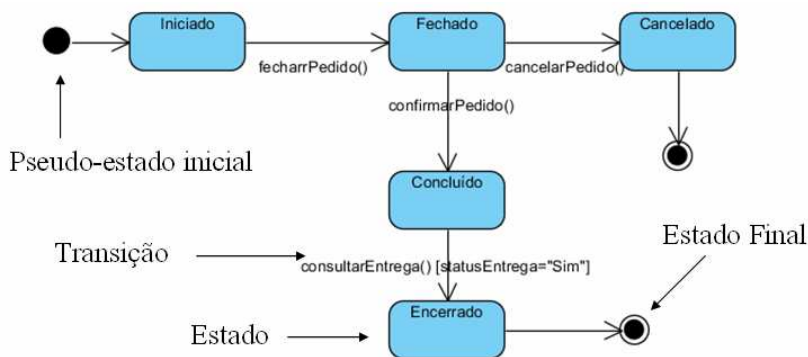 Iniciado
Fechado
Cancelado
fecharrPedido()
cancelarPedido()
confirmarPedido()
Pseudo-estado inicial
Concluído
Estado Final
Transição
consultarEntrega() [statusEntrega="Sim"]
Estado
Encerrado